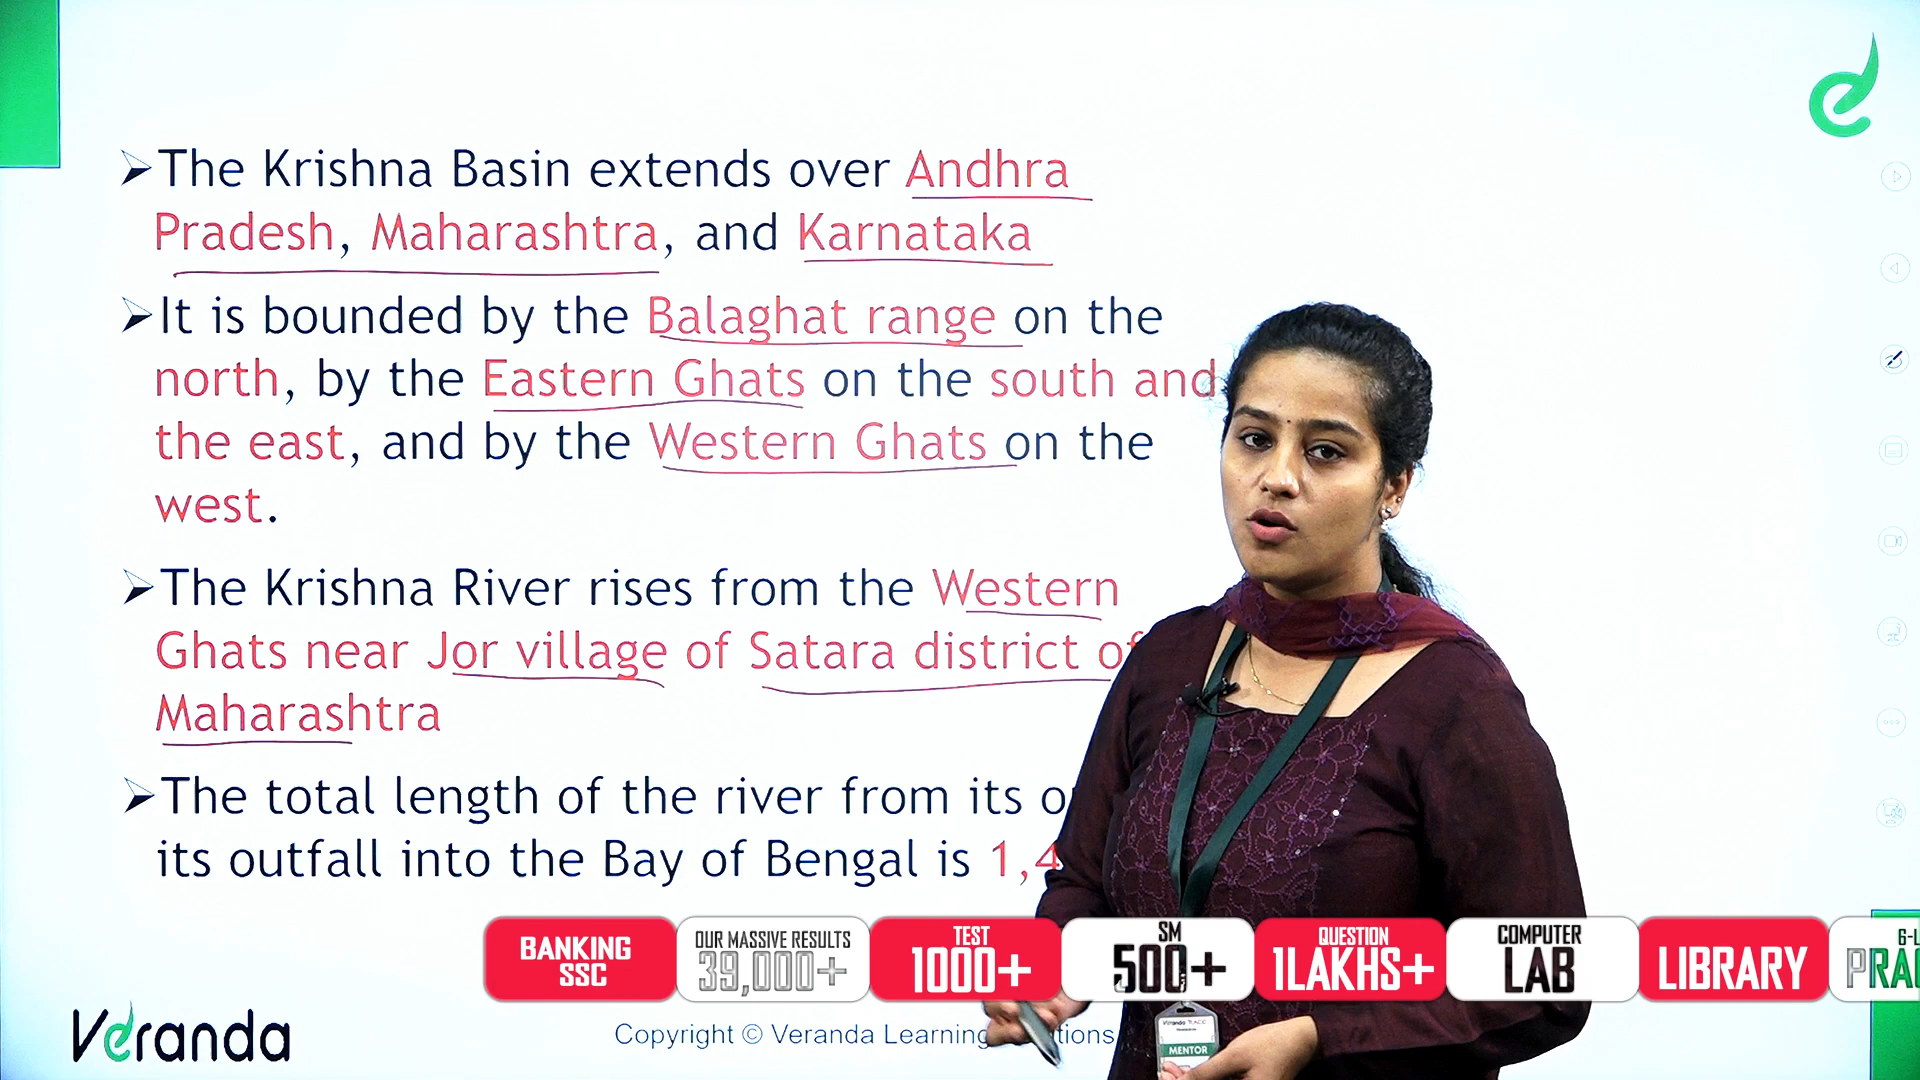 ➢The Krishna Basin extends over Andhra
Pradesh, Maharashtra, and Karnataka
➢It is bounded by the Balaghat range on the
north, by the Eastern Ghats on the south and
the east, and by the Western Ghats on the
west.
➢The Krishna River rises from the Western
Ghats near Jor village of Satara district of
Maharashtra
➢The total length of the river from its
its outfall into the Bay of Bengal is 1,4
BANKING
SSC
OUR MASSIVE RESULTS
39,000+
TEST
1000+
SM
500+
QUESTION
1LAKHS+
COMPUTER
LAB
LIBRARY
Veranda
Copyright © Veranda Learning
MENTOR